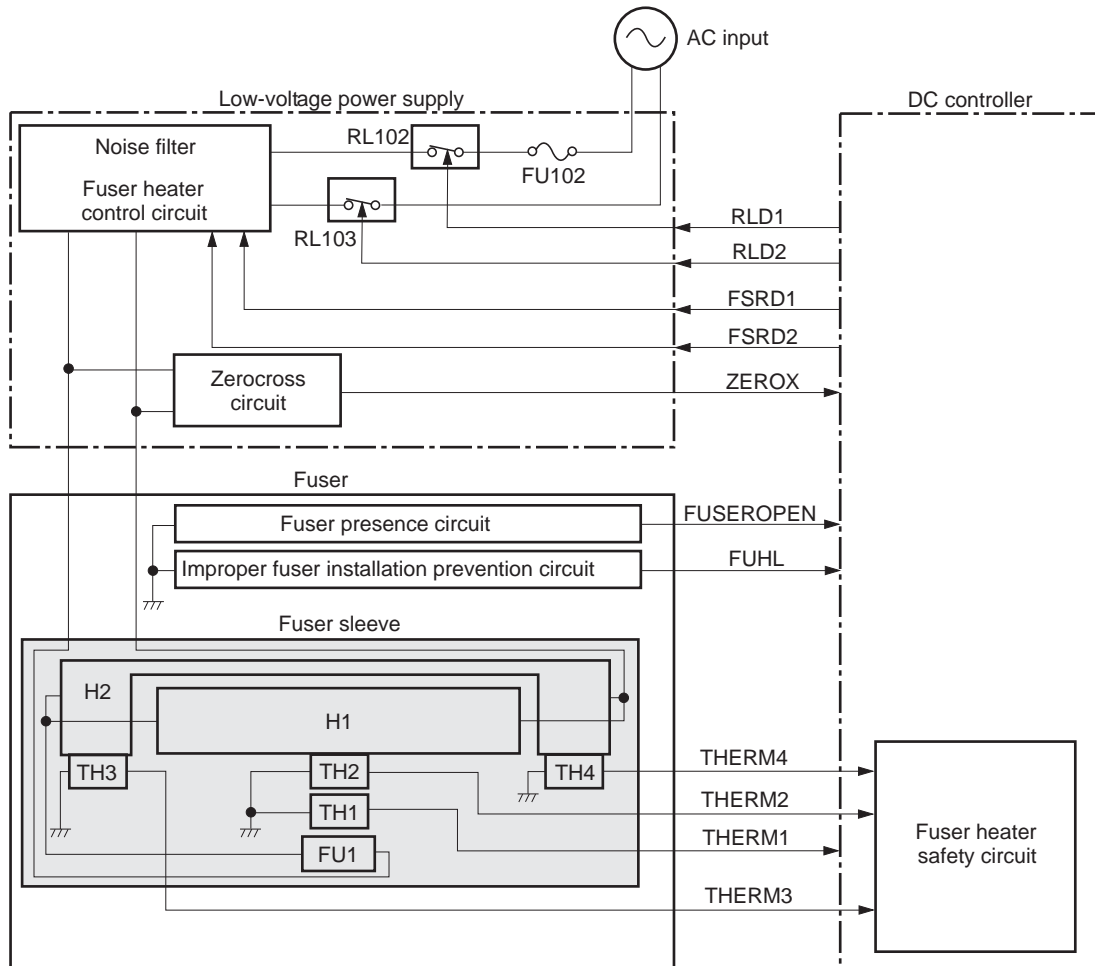 AC input
Low-voltage power supply
DC controller
Noise filter
Fuser heater
control circuit
RL102
FU102
RL103
RLD1
RLD2
FSRD1
FSRD2
Zerocross
circuit
ZEROX
Fuser
Fuser presence circuit
FUSEROPEN
Improper fuser installation prevention circuit
FUHL
Fuser sleeve
H2
H1
TH3
TH2
TH4
TH1
FU1
THERM4
THERM2
THERM1
THERM3
Fuser heater
safety circuit